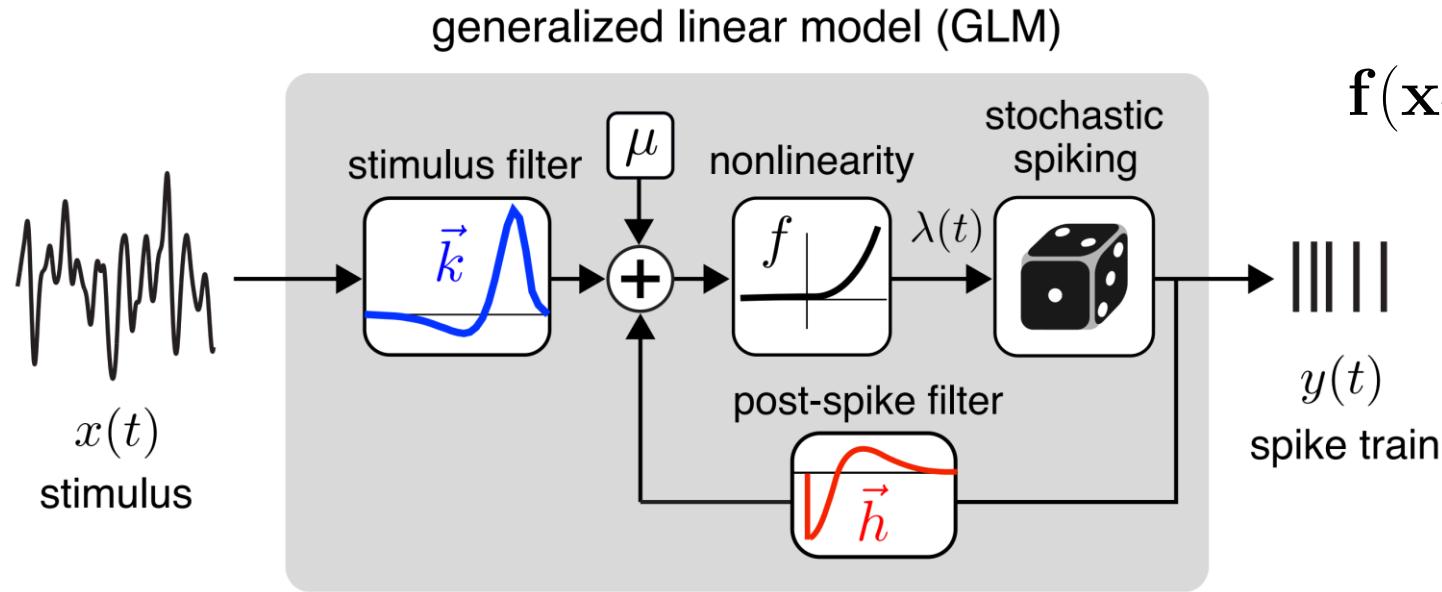 generalized linear model (GLM)
f(x
stimulus filter
μ
nonlinearity
stochastic
spiking
k⃗
+
f
λ(t)
x(t)
stimulus
post-spike filter
h⃗
y(t)
spike train